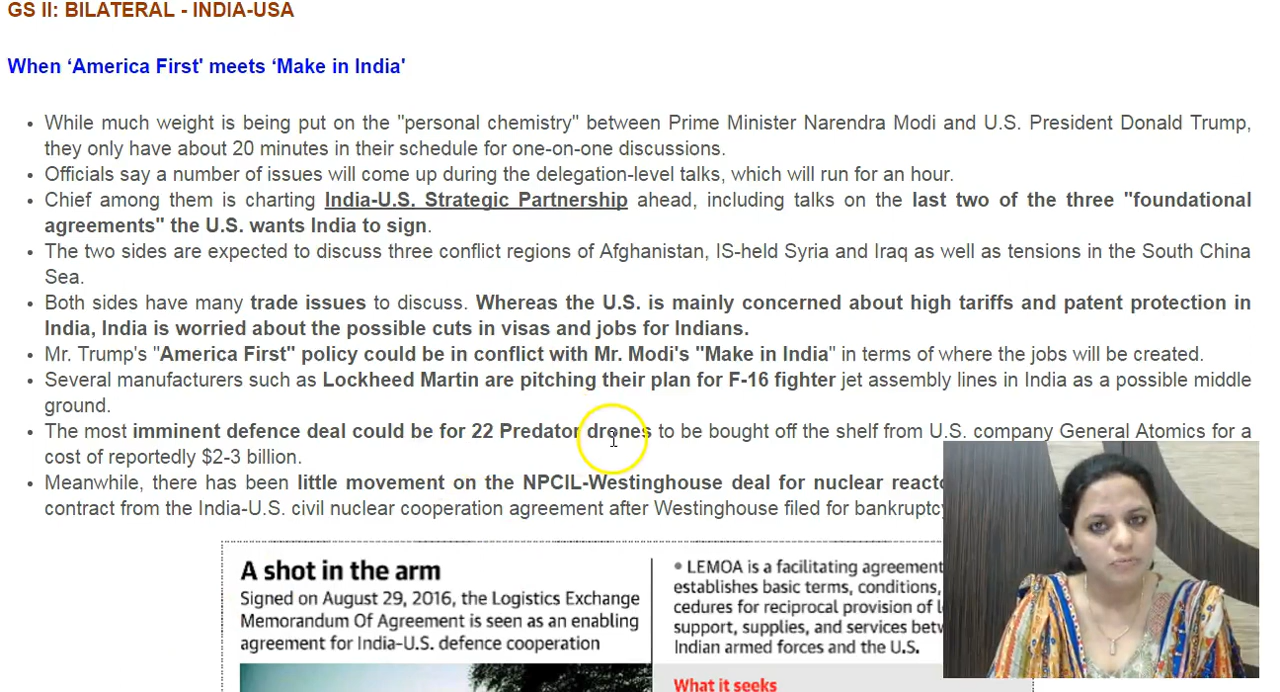 GS II: BILATERAL - INDIA-USA
When ‘America First' meets ‘Make in India'
• While much weight is being put on the "personal chemistry" between Prime Minister Narendra Modi and U.S. President Donald Trump,
they only have about 20 minutes in their schedule for one-on-one discussions.
• Officials say a number of issues will come up during the delegation-level talks, which will run for an hour.
• Chief among them is charting India-U.S. Strategic Partnership ahead, including talks on the last two of the three "foundational
agreements" the U.S. wants India to sign.
• The two sides are expected to discuss three conflict regions of Afghanistan, IS-held Syria and Iraq as well as tensions in the South China
Sea.
• Both sides have many trade issues to discuss. Whereas the U.S. is mainly concerned about high tariffs and patent protection in
India, India is worried about the possible cuts in visas and jobs for Indians.
• Mr. Trump's "America First" policy could be in conflict with Mr. Modi's "Make in India" in terms of where the jobs will be created.
• Several manufacturers such as Lockheed Martin are pitching their plan for F-16 fighter jet assembly lines in India as a possible middle
ground.
• The most imminent defence deal could be for 22 Predator drones to be bought off the shelf from U.S. company General Atomics for a
cost of reportedly $2-3 billion.
• Meanwhile, there has been little movement on the NPCIL-Westinghouse deal for nuclear
contract from the India-U.S. civil nuclear cooperation agreement after Westinghouse filed for
A shot in the arm
Signed on August 29, 2016, the Logistics Exchange
Memorandum Of Agreement is seen as an enabling
agreement for India-U.S. defence cooperation
• LEMOA is a facilitating agreement
establishes basic terms, conditions,
cedures for reciprocal provision of
support, supplies, and services
Indian armed forces and the U.S.
What it seeks